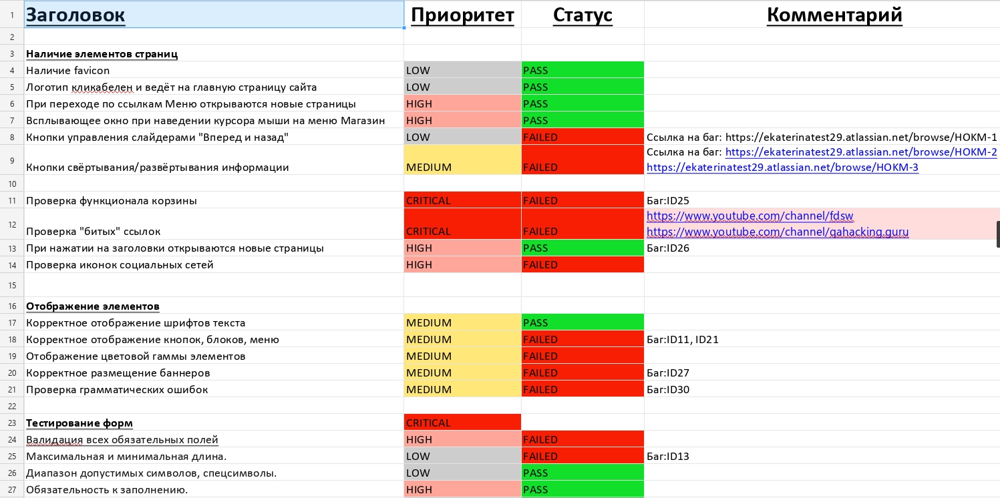 1 Заголовок Приоритет Статус Комментарий
2
3 Наличие элементов страниц
4 Наличие favicon LOW PASS
5 Логотип кликабелен и ведёт на главную страницу сайта LOW PASS
6 При переходе по ссылкам Меню открываются новые страницы HIGH PASS
7 Всплывающее окно при наведении курсора мыши на меню Магазин HIGH PASS
8 Кнопки управления слайдерами "Вперед и назад" LOW FAILED Ссылка на баг: https://ekaterinatest29.atlassian.net/browse/HOKM-1
Ссылка на баг: https://ekaterinatest29.atlassian.net/browse/HOKM-2
9 Кнопки свёртывания/развёртывания информации MEDIUM FAILED https://ekaterinatest29.atlassian.net/browse/HOKM-3
10
11 Проверка функционала корзины CRITICAL FAILED Баг:ID25
https://www.youtube.com/channel/fdsw
12 Проверка "битых" ссылок CRITICAL FAILED https://www.youtube.com/channel/qahacking.guru
13 При нажатии на заголовки открываются новые страницы HIGH PASS Баг:ID26
14 Проверка иконок социальных сетей HIGH FAILED
15
16 Отображение элементов
17 Корректное отображение шрифтов текста MEDIUM PASS
18 Корректное отображение кнопок, блоков, меню MEDIUM FAILED Баг:ID11, ID21
19 Отображение цветовой гаммы элементов MEDIUM FAILED
20 Корректное размещение баннеров MEDIUM FAILED Баг:ID27
21 Проверка грамматических ошибок MEDIUM FAILED Баг:ID30
22
23 Тестирование форм CRITICAL
24 Валидация всех обязательных полей HIGH FAILED
25 Максимальная и минимальная длина. LOW FAILED Баг:ID13
26 Диапазон допустимых символов, спецсимволы. LOW PASS
27 Обязательность к заполнению. HIGH PASS